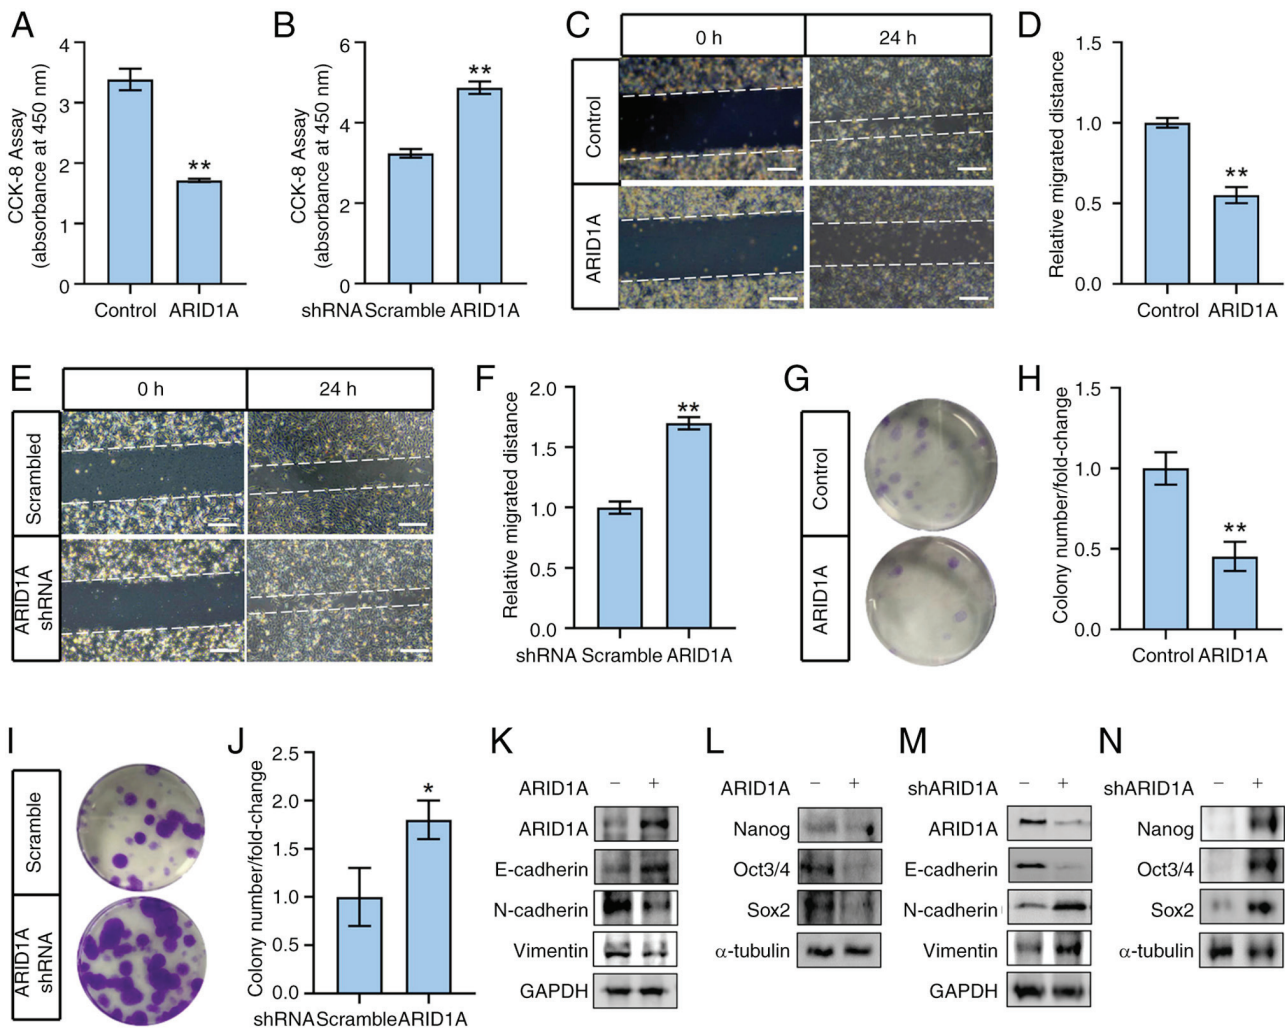 A
CCK-8 Assay
(absorbance at 450 nm)
4
3
2
1
0
**
Control ARID1A
B
CCK-8 Assay
(absorbance at 450 nm)
6
4
2
0
**
shRNA Scramble ARID1A
C
0 h 24 h
Control
ARID1A
D
Relative migrated distance
1.5
1.0
0.5
0.0
**
Control ARID1A
E
0 h 24 h
Scrambled
ARID1A
shRNA
F
Relative migrated distance
2.0
1.5
1.0
0.5
0.0
**
shRNA Scramble ARID1A
G
Control
ARID1A
H
Colony number/fold-change
1.5
1.0
0.5
0.0
**
Control ARID1A
I
Scramble
ARID1A
shRNA
J
Colony number/fold-change
2.5
2.0
1.5
1.0
0.5
0.0
*
shRNA Scramble ARID1A
K
ARID1A − +
ARID1A
E-cadherin
N-cadherin
Vimentin
GAPDH
L
ARID1A − +
Nanog
Oct3/4
Sox2
α-tubulin
M
shARID1A − +
ARID1A
E-cadherin
N-cadherin
Vimentin
GAPDH
N
shARID1A − +
Nanog
Oct3/4
Sox2
α-tubulin